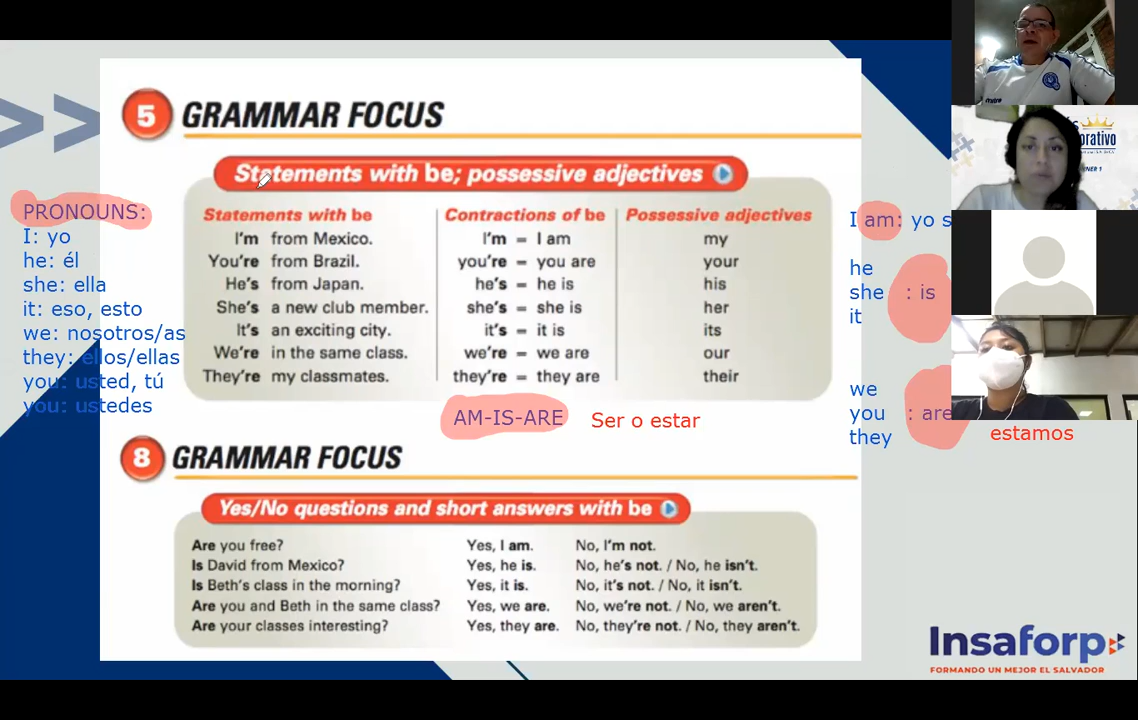 5 GRAMMAR FOCUS
Statements with be; possessive adjectives
Statements with be Contractions of be Possessive adjectives
I'm from Mexico. I'm = I am my
You're from Brazil. you're = you are your
He's from Japan. he's = he is his
She's a new club member. she's = she is her
It's an exciting city. it's = it is its
We're in the same class. we're = we are our
They're my classmates. they're = they are their
PRONOUNS:
I: yo
he: él
she: ella
it: eso, esto
we: nosotros/as
they: ellos/ellas
you: usted, tú
you: ustedes
AM-IS-ARE Ser o estar
I am: yo s
he
she : is
it
we
you : are
they
estamos
8 GRAMMAR FOCUS
Yes/No questions and short answers with be
Are you free? Yes, I am. No, I'm not.
Is David from Mexico? Yes, he is. No, he's not. / No, he isn't.
Is Beth's class in the morning? Yes, it is. No, it's not. / No, it isn't.
Are you and Beth in the same class? Yes, we are. No, we're not. / No, we aren't.
Are your classes interesting? Yes, they are. No, they're not. / No, they aren't.
Insaforp
FORMANDO UN MEJOR EL SALVADOR
orativo
NER 1